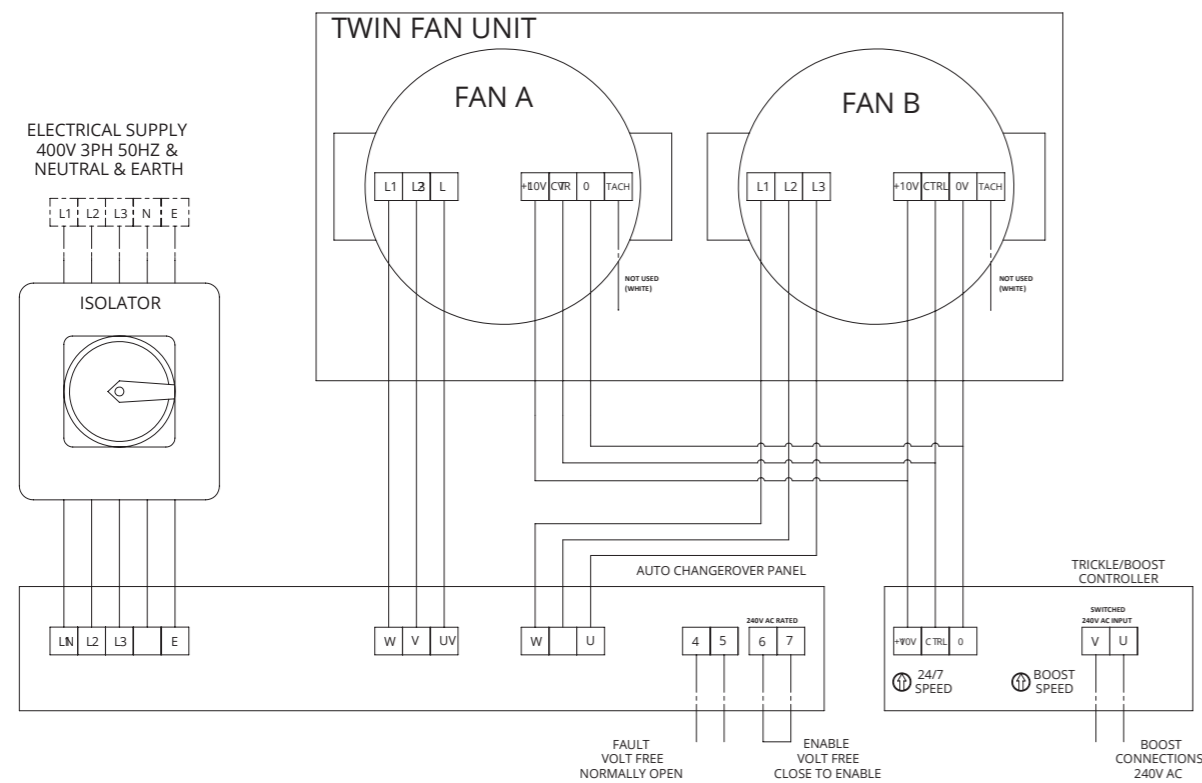 TWIN FAN UNIT
FAN A
FAN B
ELECTRICAL SUPPLY
400V 3PH 50HZ &
NEUTRAL & EARTH
L1 L2 L3 N E
L1 L
TACH
L1 L2 L3
+10V CTRL 0V TACH
NOT USED
(WHITE)
NOT USED
(WHITE)
ISOLATOR
AUTO CHANGEROVER PANEL
TRICKLE/BOOST
CONTROLLER
SWITCHED
240V AC INPUT
240V AC RATED
L2 L3 E
W V UV
W U
4 5
6 7
CTRL 0
V U
24/7
SPEED
BOOST
SPEED
FAULT
VOLT FREE
NORMALLY OPEN
ENABLE
VOLT FREE
CLOSE TO ENABLE
BOOST
CONNECTIONS
240V AC